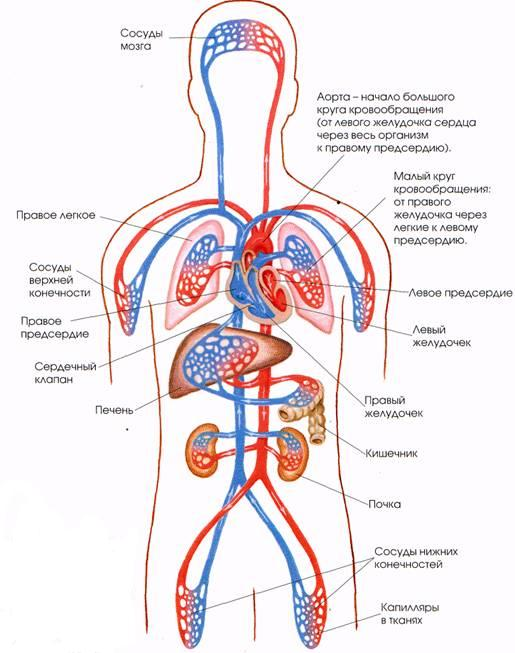 Сосуды
мозга
Аорта – начало большого
круга кровообращения
(от левого желудочка сердца
через весь организм
к правому предсердию).
Малый круг
кровообращения:
от правого
желудочка через
легкие к левому
предсердию.
Правое легкое
Сосуды
верхней
конечности
Левое предсердие
Правое
предсердие
Левый
желудочек
Сердечный
клапан
Печень
Правый
желудочек
Кишечник
Почка
Сосуды нижних
конечностей
Капилляры
в тканях